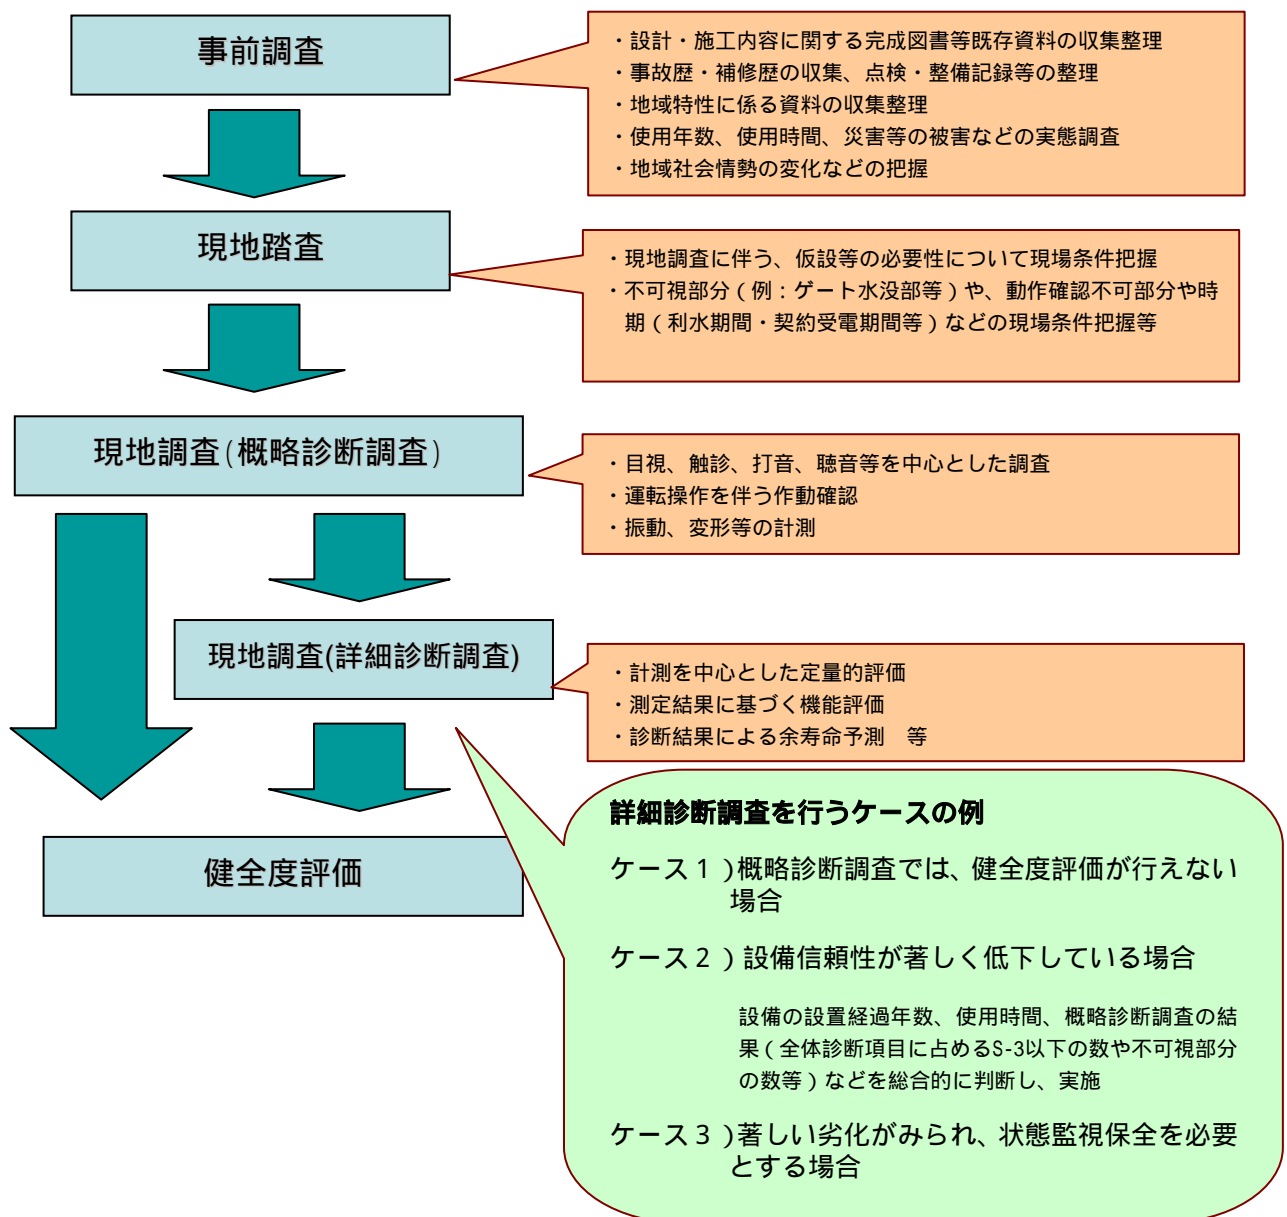 事前調査
・設計・施工内容に関する完成図書等既存資料の収集整理
・事故歴・補修歴の収集、点検・整備記録等の整理
・地域特性に係る資料の収集整理
・使用年数、使用時間、災害等の被害などの実態調査
・地域社会情勢の変化などの把握
現地踏査
・現地調査に伴う、仮設等の必要性について現場条件把握
・不可視部分(例：ゲート水没部等)や、動作確認不可部分や時
期(利水期間・契約受電期間等)などの現場条件把握等
現地調査(概略診断調査)
・目視、触診、打音、聴音等を中心とした調査
・運転操作を伴う作動確認
・振動、変形等の計測
現地調査(詳細診断調査)
・計測を中心とした定量的評価
・測定結果に基づく機能評価
・診断結果による余寿命予測　等
健全度評価
詳細診断調査を行うケースの例
ケース１)概略診断調査では、健全度評価が行えない
場合
ケース２)設備信頼性が著しく低下している場合
設備の設置経過年数、使用時間、概略診断調査の結
果(全体診断項目に占めるS-3以下の数や不可視部分
の数等)などを総合的に判断し、実施
ケース３)著しい劣化がみられ、状態監視保全を必要
とする場合